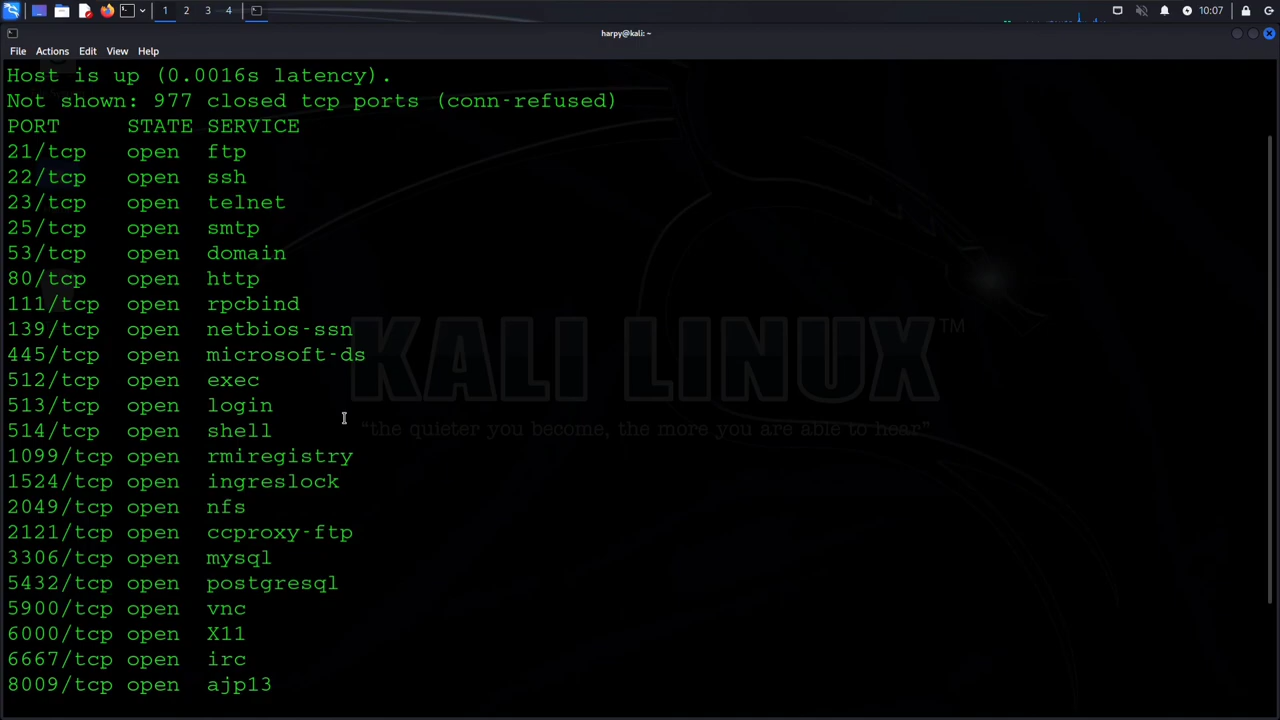 1
2
3
4
10:07
harpy@kali: ~
File Actions Edit View Help
Host is up (0.0016s latency).
Not shown: 977 closed tcp ports (conn-refused)
PORT STATE SERVICE
21/tcp open ftp
22/tcp open ssh
23/tcp open telnet
25/tcp open smtp
53/tcp open domain
80/tcp open http
111/tcp open rpcbind
139/tcp open netbios-ssn
445/tcp open microsoft-ds
512/tcp open exec
513/tcp open login
514/tcp open shell
1099/tcp open rmiregistry
1524/tcp open ingreslock
2049/tcp open nfs
2121/tcp open ccproxy-ftp
3306/tcp open mysql
5432/tcp open postgresql
5900/tcp open vnc
6000/tcp open X11
6667/tcp open irc
8009/tcp open ajp13
KALI LINUX™
"the quieter you become, the more you are able to hear"